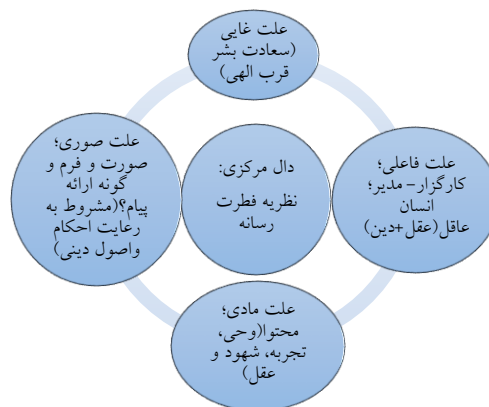 علت غایی
(سعادت بشر
قرب الهی)
علت فاعلی؛
کارگزار – مدیر؛
انسان
عاقل(عقل+دین)
دال مرکزی:
نظریه فطرت
رسانه
علت صوری؛
صورت و فرم و
گونه ارائه
پیام؟(مشروط به
رعایت احکام
واصول دینی)
علت مادی؛
محتوا(وحی،
تجربه، شهود و
عقل)